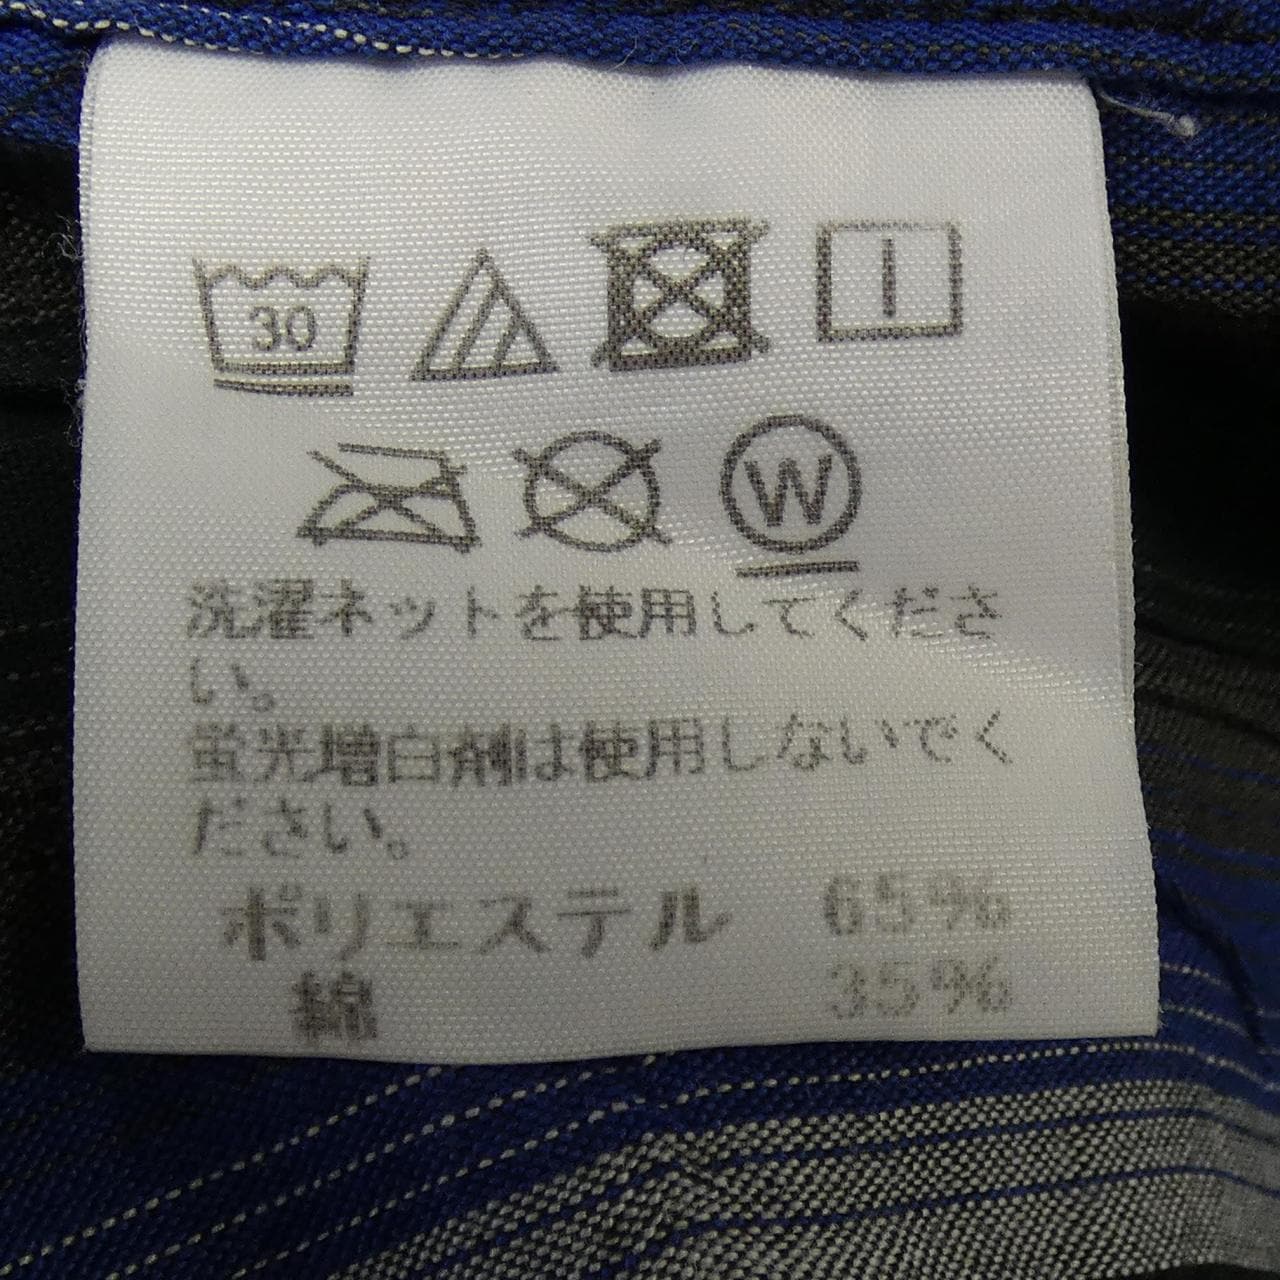 30
W
洗濯ネットを使用してくださ
い。
蛍光増白剤は使用しないでく
ださい。
ポリエステル 65%
綿 35%